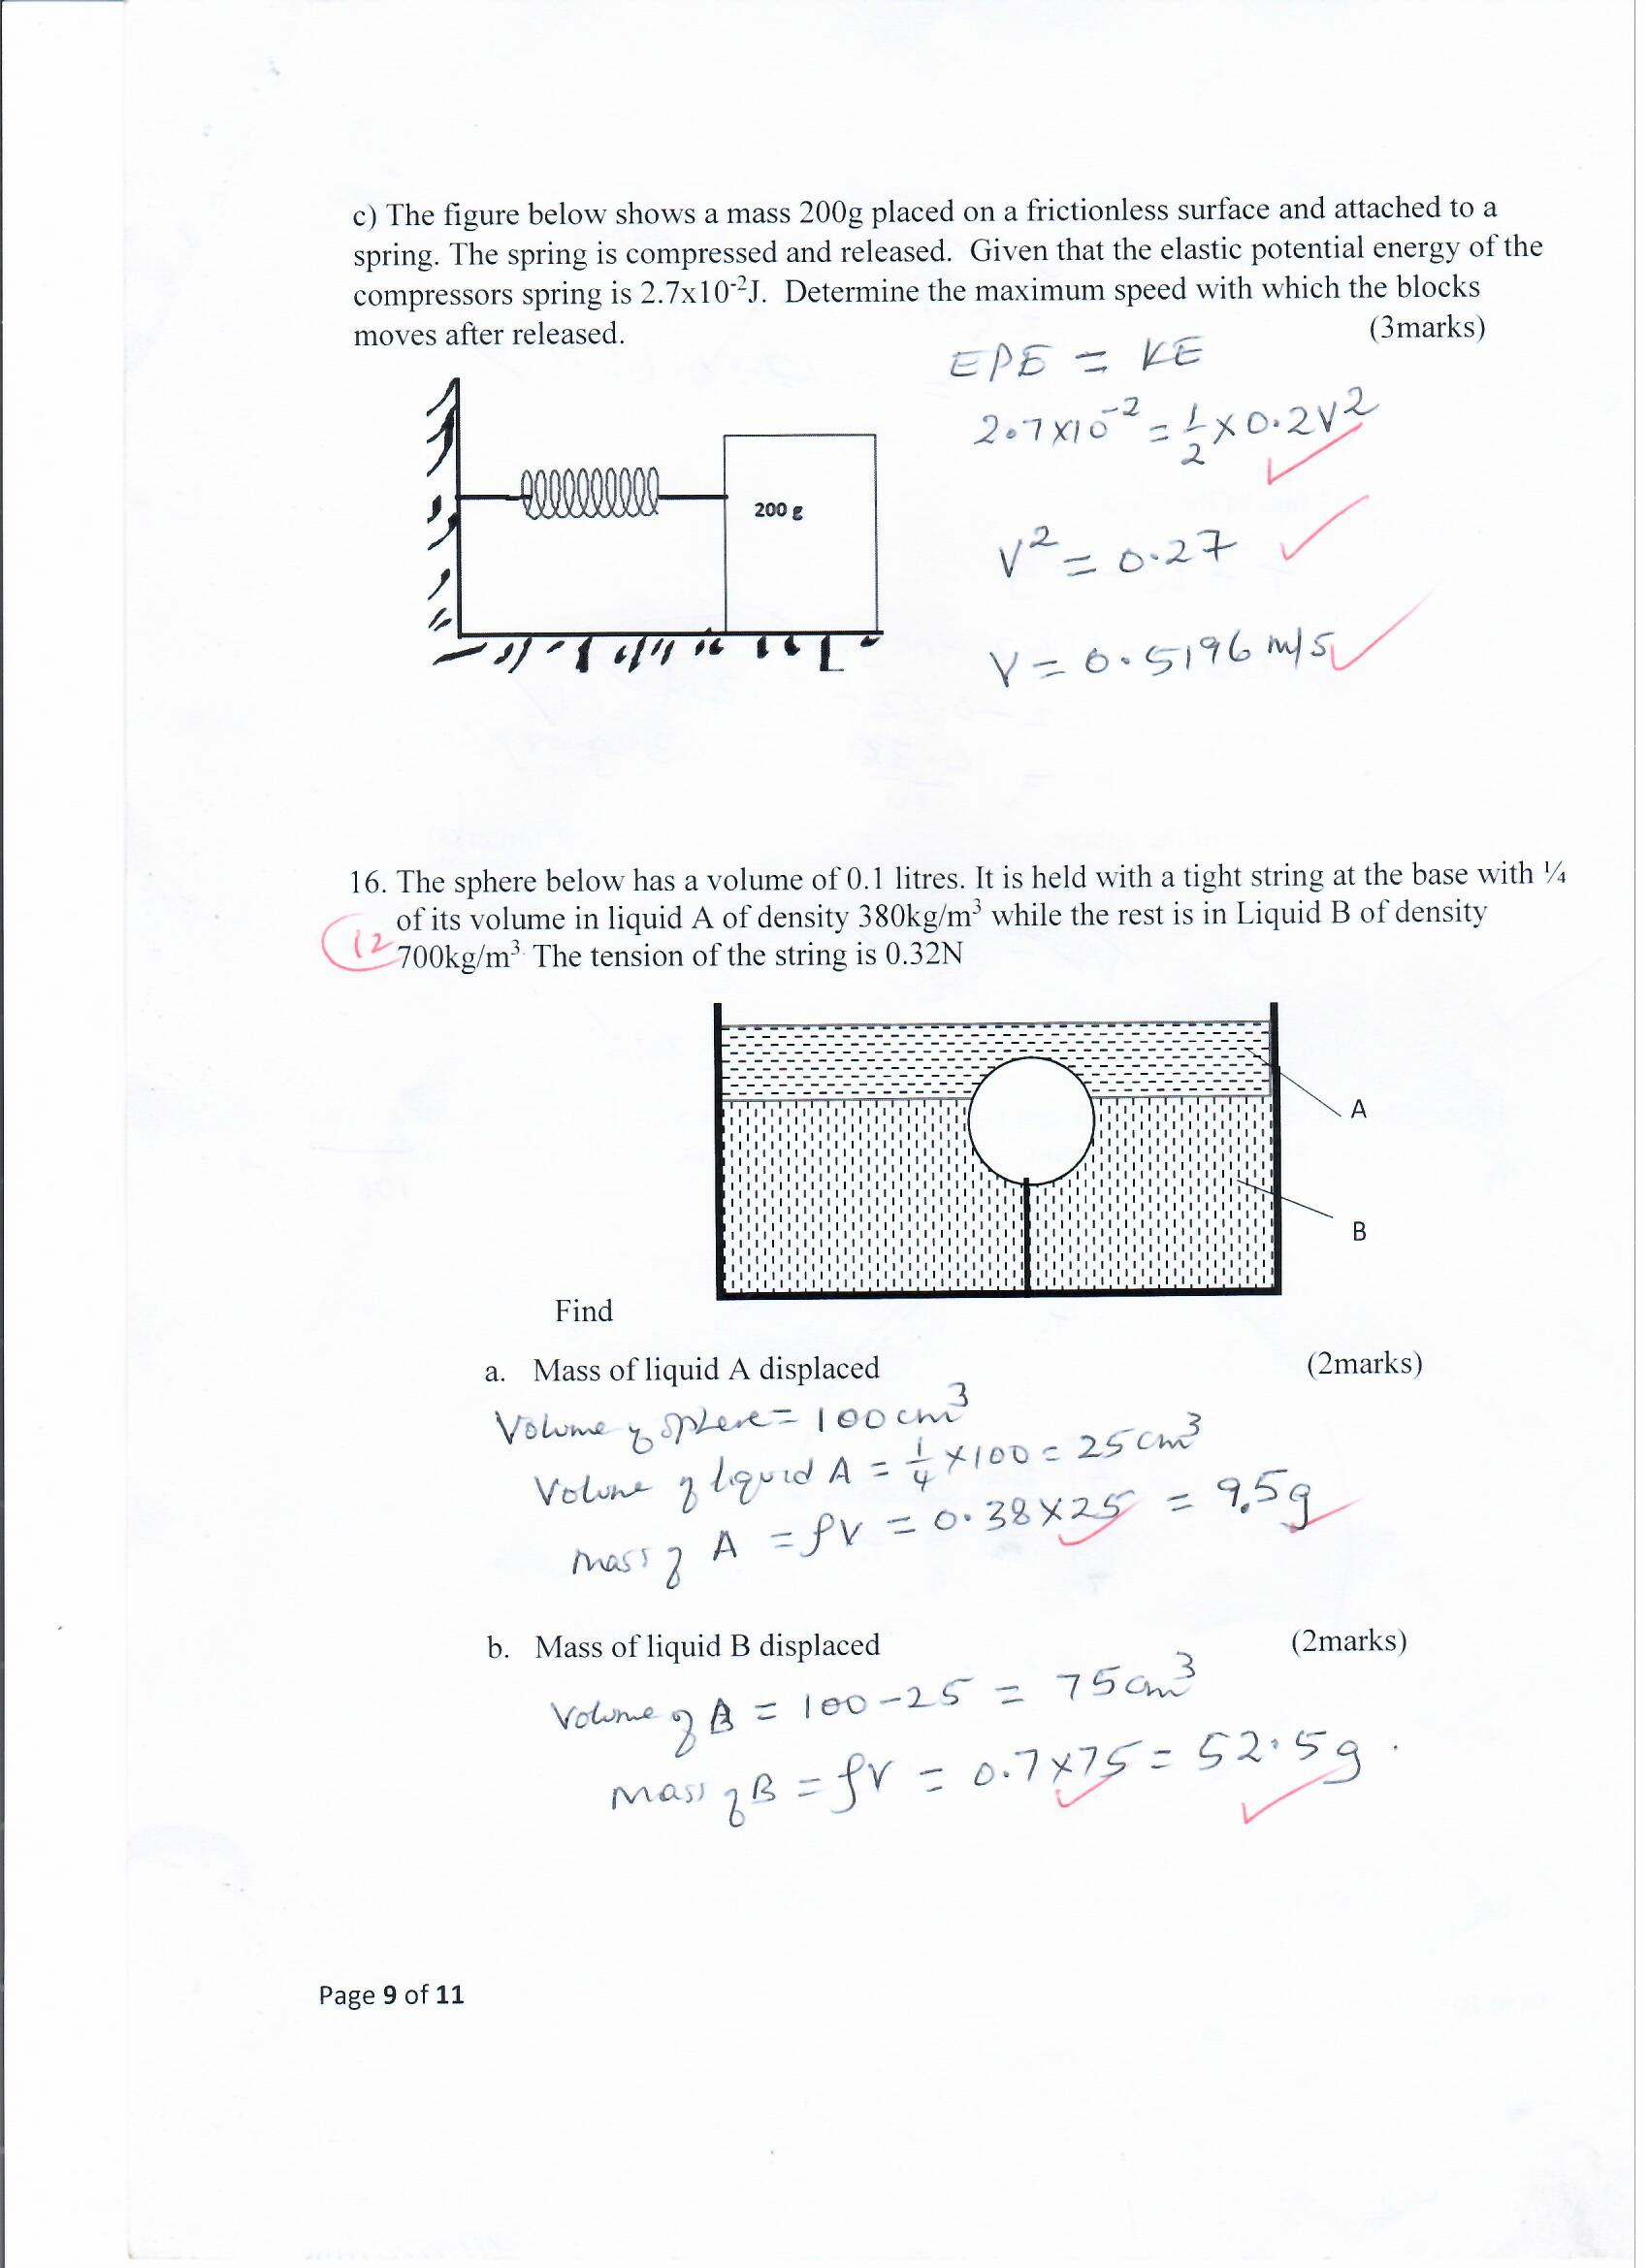 c) The figure below shows a mass 200g placed on a frictionless surface and attached to a
spring. The spring is compressed and released.  Given that the elastic potential energy of the
compressors spring is 2.7x10⁻²J.  Determine the maximum speed with which the blocks
moves after released. (3marks)
EPE = KE
2.7×10⁻² = 1/2 × 0.2V²
200 g
V² = 0.27
V = 0.5196 m/s
16. The sphere below has a volume of 0.1 litres. It is held with a tight string at the base with ¼
of its volume in liquid A of density 380kg/m³ while the rest is in Liquid B of density
12
700kg/m³. The tension of the string is 0.32N
A
B
Find
a. Mass of liquid A displaced (2marks)
Volume of sphere = 100cm³
Volume of liquid A = 1/4 ×100 = 25cm³
mass of A = ρV = 0.38×25 = 9.5g
b. Mass of liquid B displaced (2marks)
Volume of B = 100-25 = 75cm³
mass of B = ρV = 0.7×75 = 52.5g.
Page 9 of 11